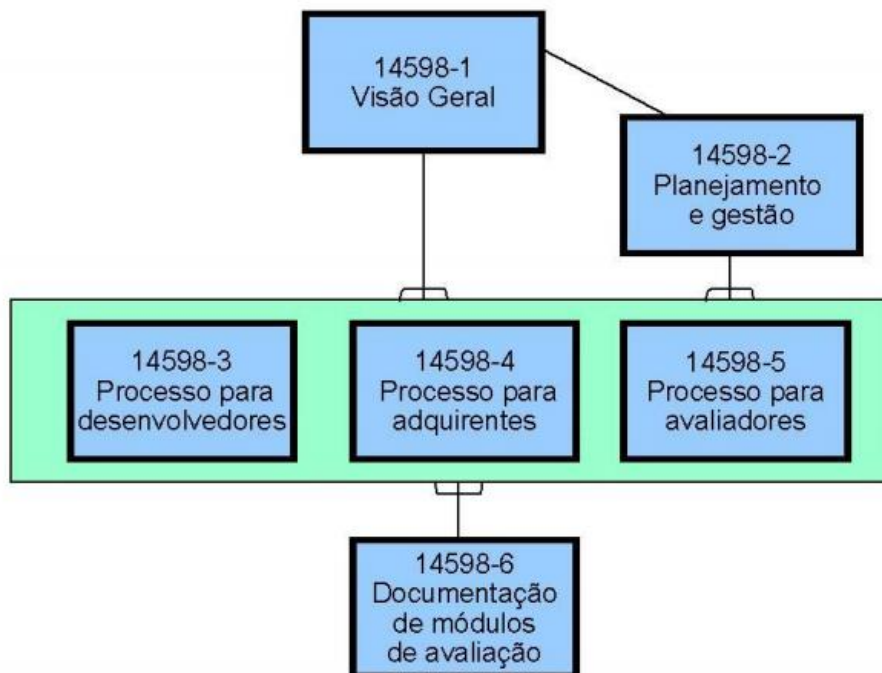 14598-1
Visão Geral
14598-2
Planejamento
e gestão
14598-3
Processo para
desenvolvedores
14598-4
Processo para
adquirentes
14598-5
Processo para
avaliadores
14598-6
Documentação
de módulos
de avaliação